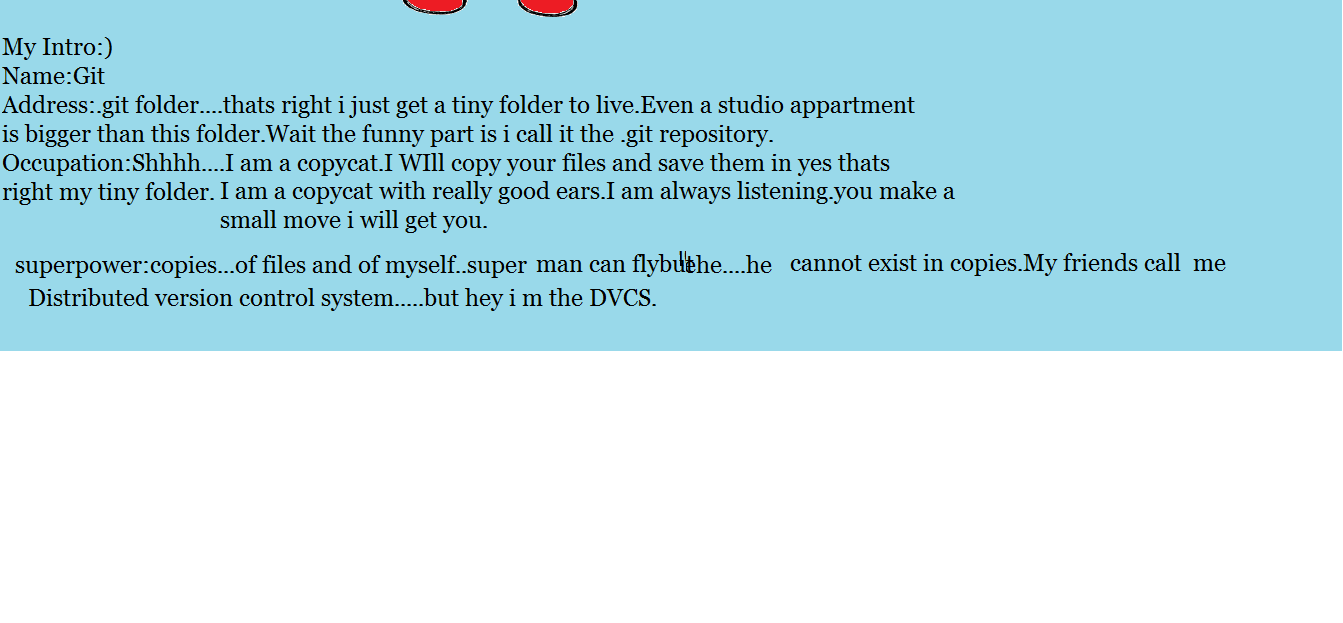 My Intro:)
Name:Git
Address:.git folder....thats right i just get a tiny folder to live.Even a studio appartment
is bigger than this folder.Wait the funny part is i call it the .git repository.
Occupation:Shhhh....I am a copycat.I WIll copy your files and save them in yes thats
right my tiny folder. I am a copycat with really good ears.I am always listening.you make a
small move i will get you.
superpower:copies...of files and of myself..super man can fly but he....he cannot exist in copies.My friends call me
Distributed version control system.....but hey i m the DVCS.